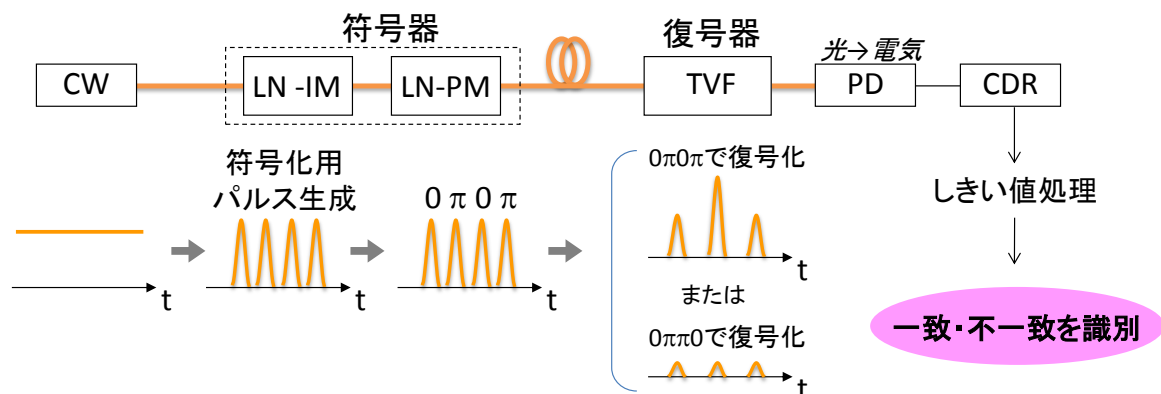 符号器
復号器
光→電気
CW
LN -IM
LN-PM
TVF
PD
CDR
符号化用
パルス生成
0 π 0 π
0π0πで復号化
しきい値処理
t
t
t
t
または
一致・不一致を識別
0ππ0で復号化
t